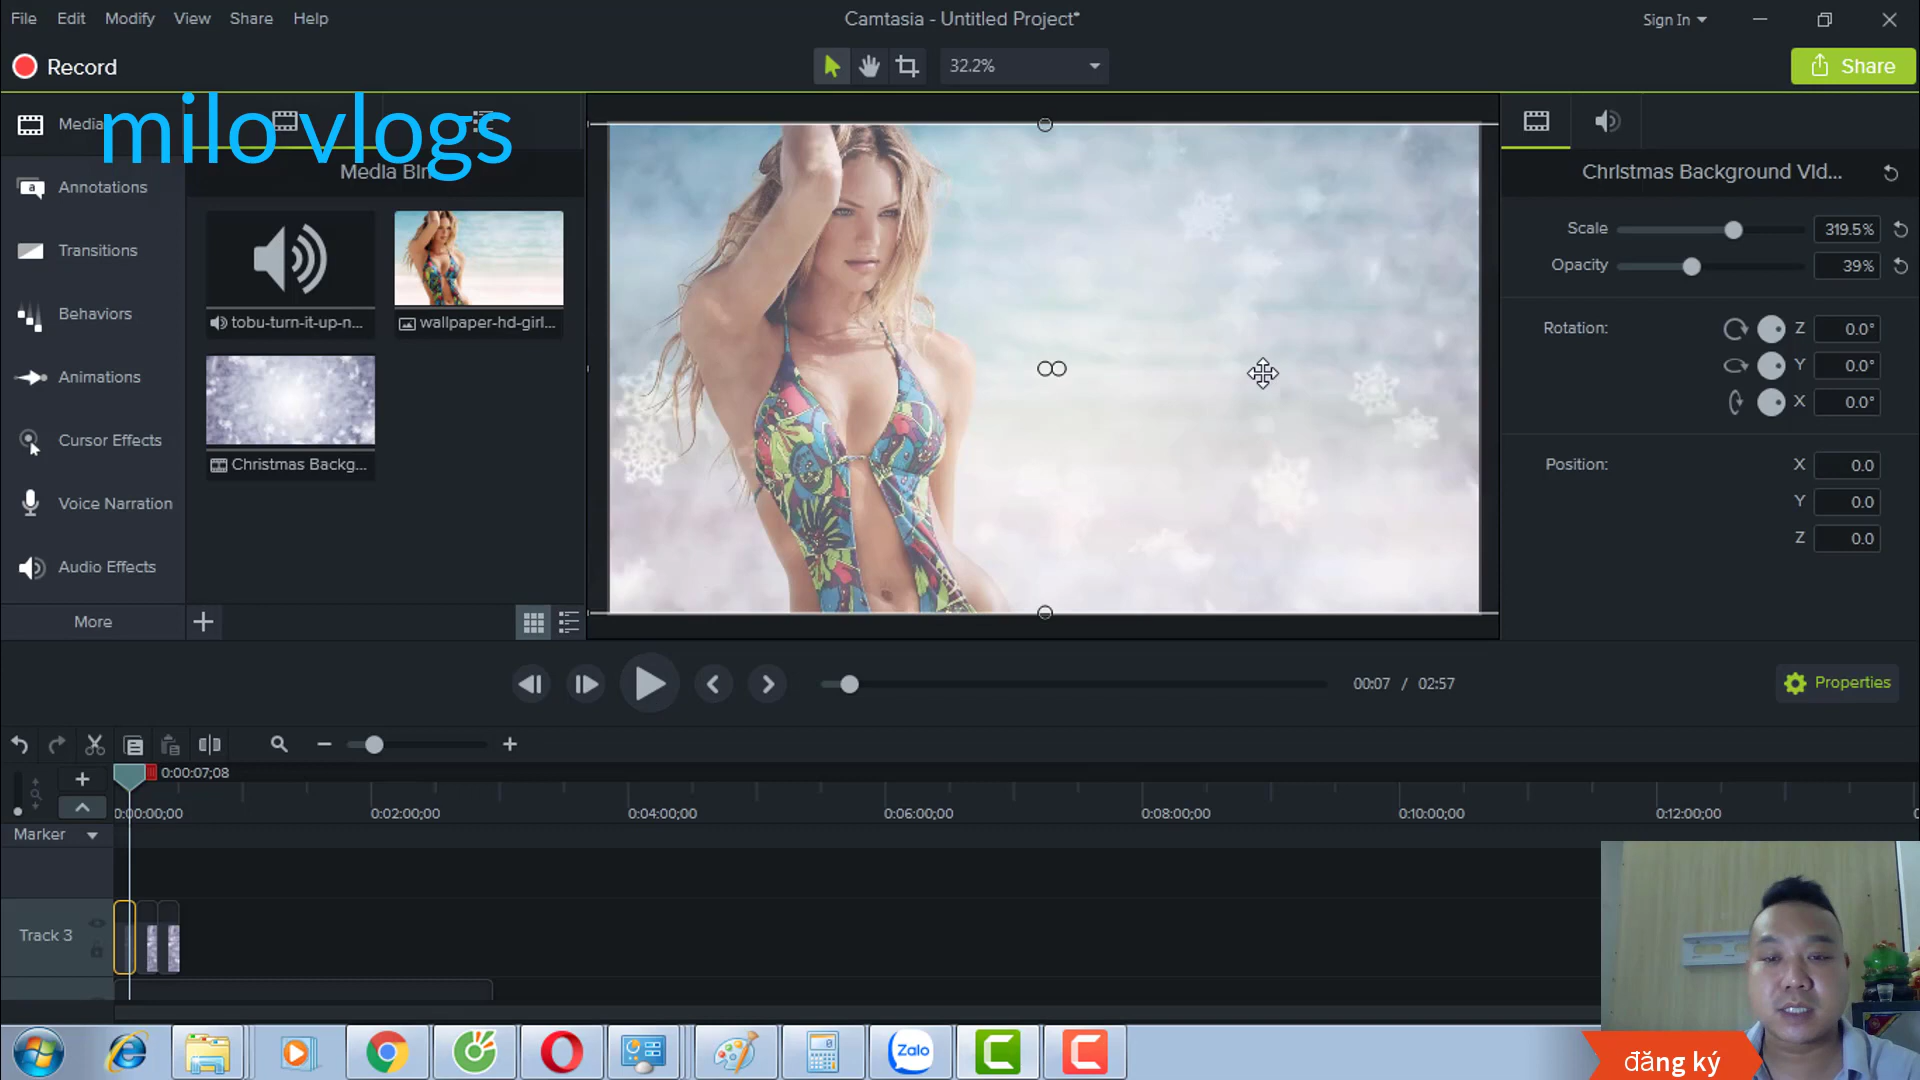 File Edit Modify View Share Help
Camtasia - Untitled Project*
Sign In
Record
32.2%
Share
Media
milo vlogs
Media Bin
Annotations
Transitions
Behaviors
Animations
Cursor Effects
Voice Narration
Audio Effects
More
tobu-turn-it-up-n...
wallpaper-hd-girl...
Christmas Backg...
Christmas Background Vid...
Scale 319.5%
Opacity 39%
Rotation: Z 0.0°
Y 0.0°
X 0.0°
Position: X 0.0
Y 0.0
Z 0.0
00:07 / 02:57
Properties
0:00:07;08
0:00:00;00 0:02:00;00 0:04:00;00 0:06:00;00 0:08:00;00 0:10:00;00 0:12:00;00
Marker
Track 3
Zalo
đăng ký